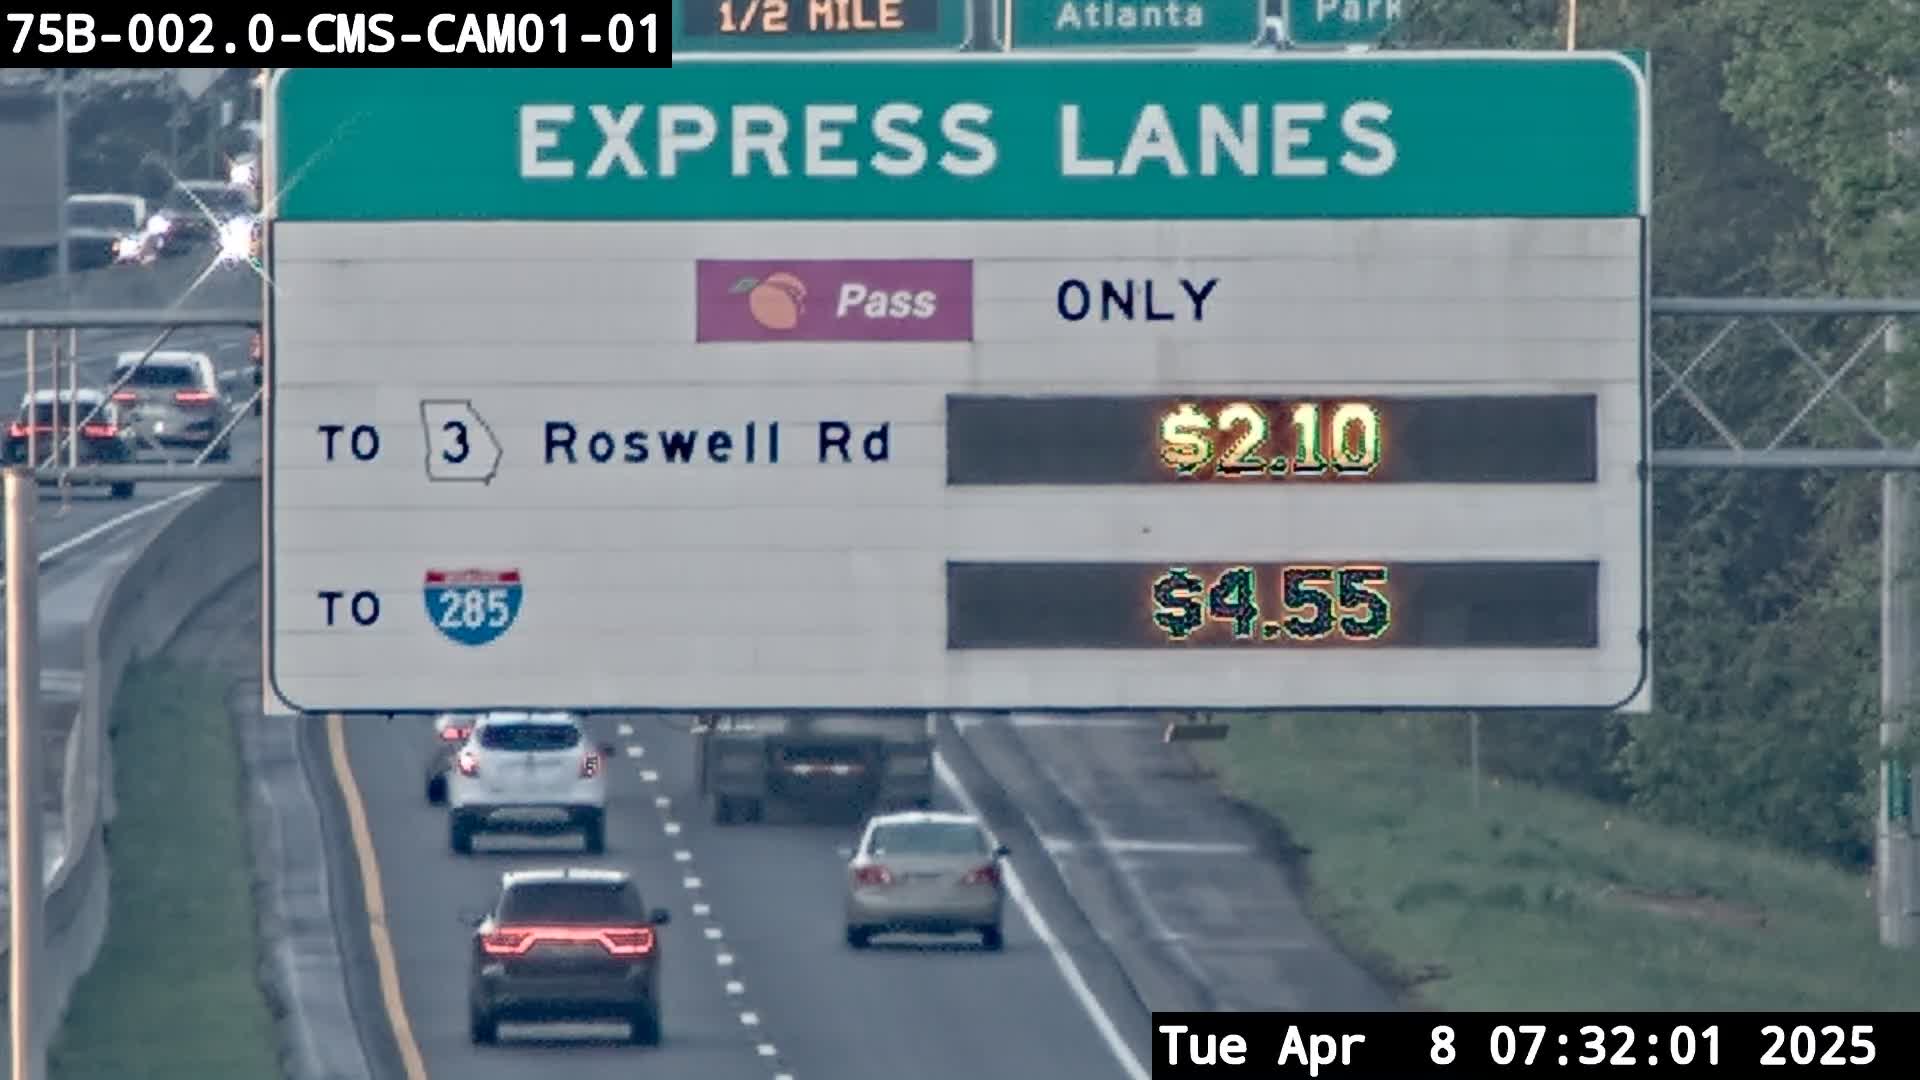 75B-002.0-CMS-CAM01-01
1/2 MILE
Atlanta
Park
EXPRESS LANES
Pass ONLY
TO 3 Roswell Rd $2.10
TO 285 $4.55
Tue Apr 8 07:32:01 2025